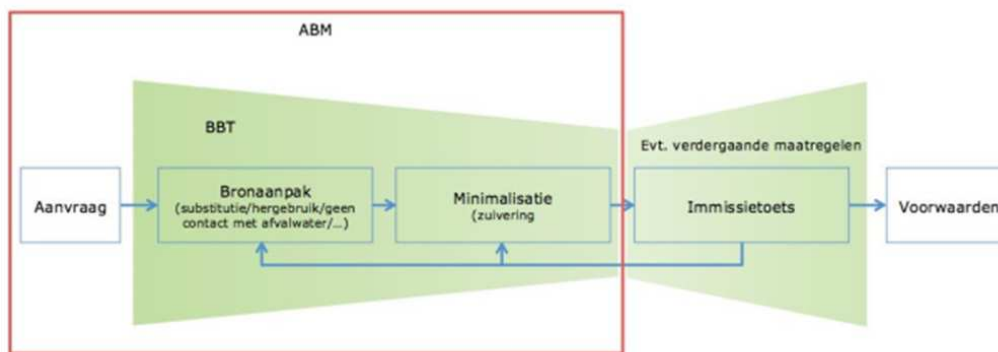 ABM
BBT
Evt. verdergaande maatregelen
Aanvraag
Bronaanpak
(substitutie/hergebruik/geen
contact met afvalwater/...)
Minimalisatie
(zuivering
Immissietoets
Voorwaarden